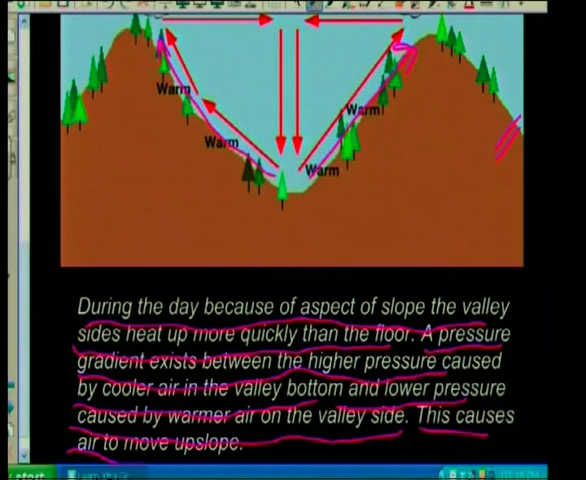 Warm
Warm
Warm
Warm
During the day because of aspect of slope the valley
sides heat up more quickly than the floor. A pressure
gradient exists between the higher pressure caused
by cooler air in the valley bottom and lower pressure
caused by warmer air on the valley side. This causes
air to move upslope.
start